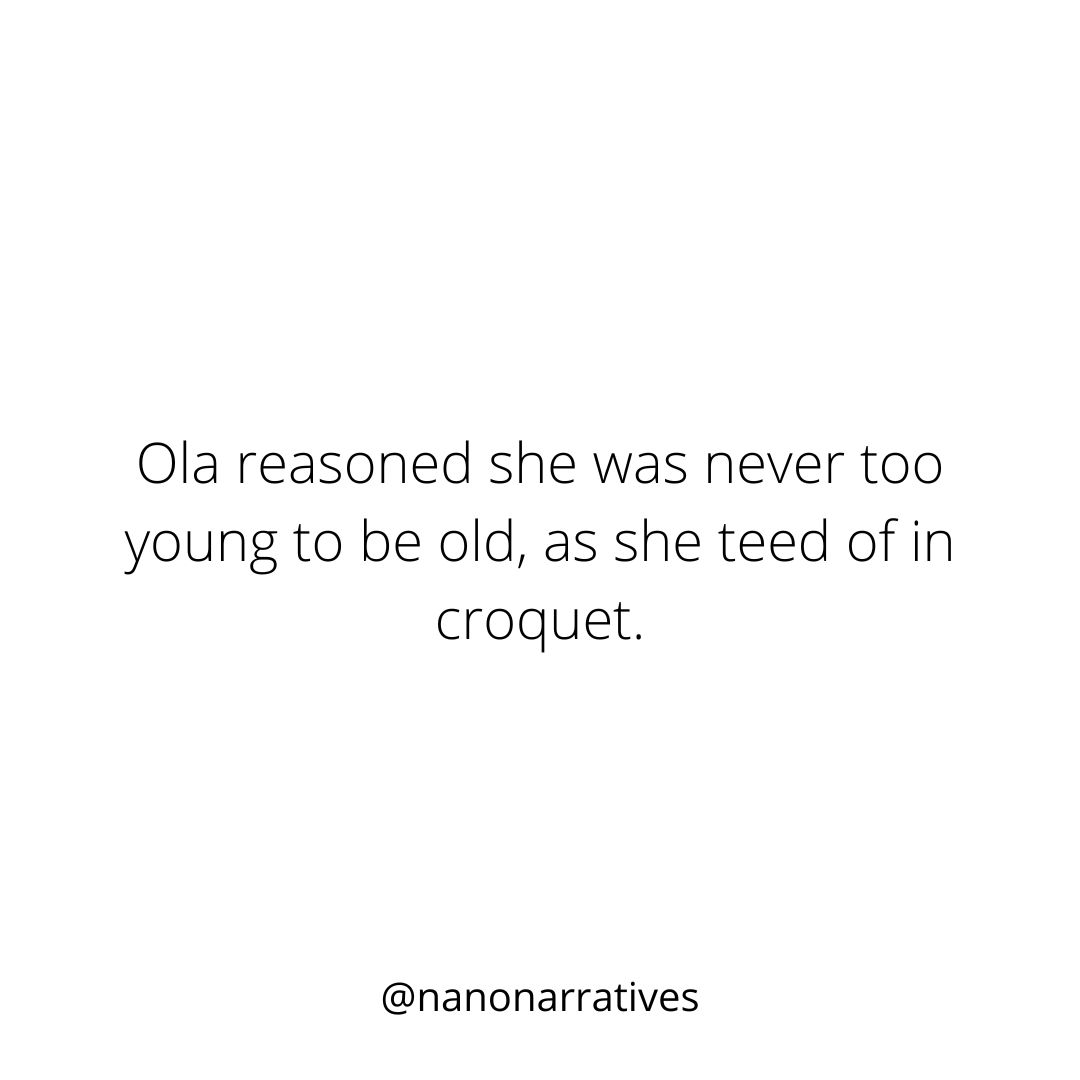 Ola reasoned she was never too
young to be old, as she teed of in
croquet.
@nanonarratives